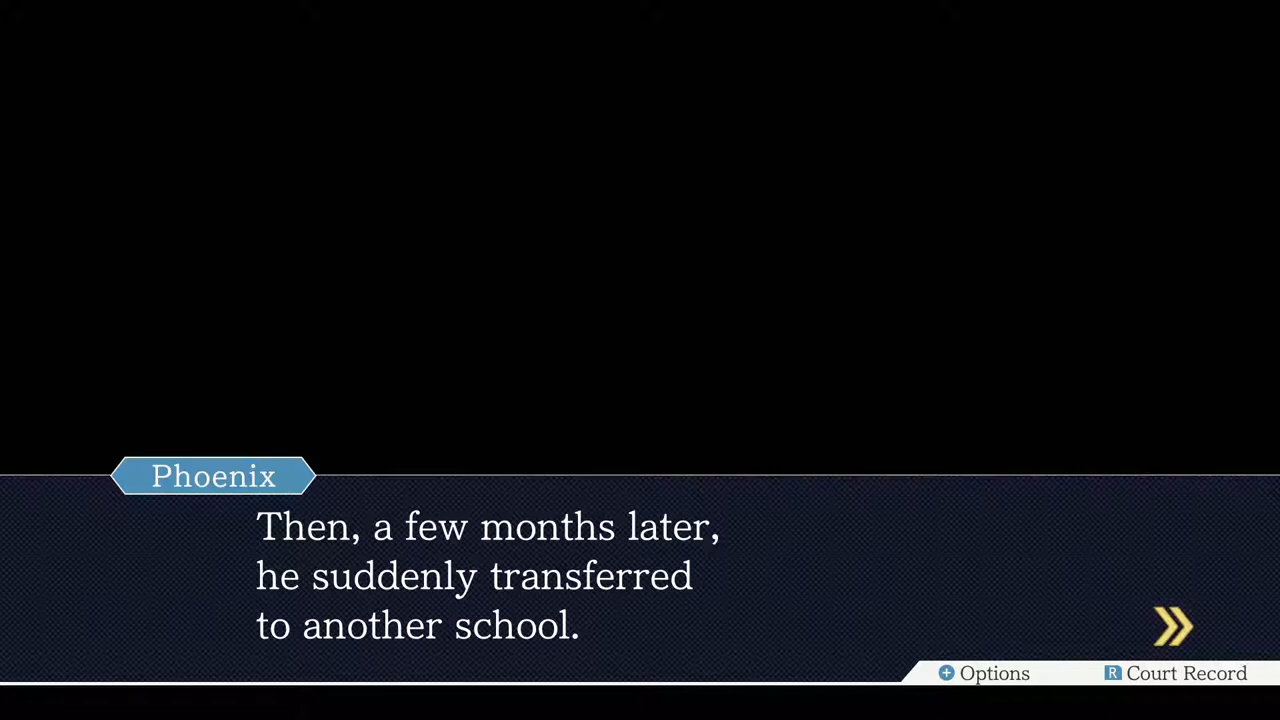 Phoenix
Then, a few months later,
he suddenly transferred
to another school.
Options
R Court Record